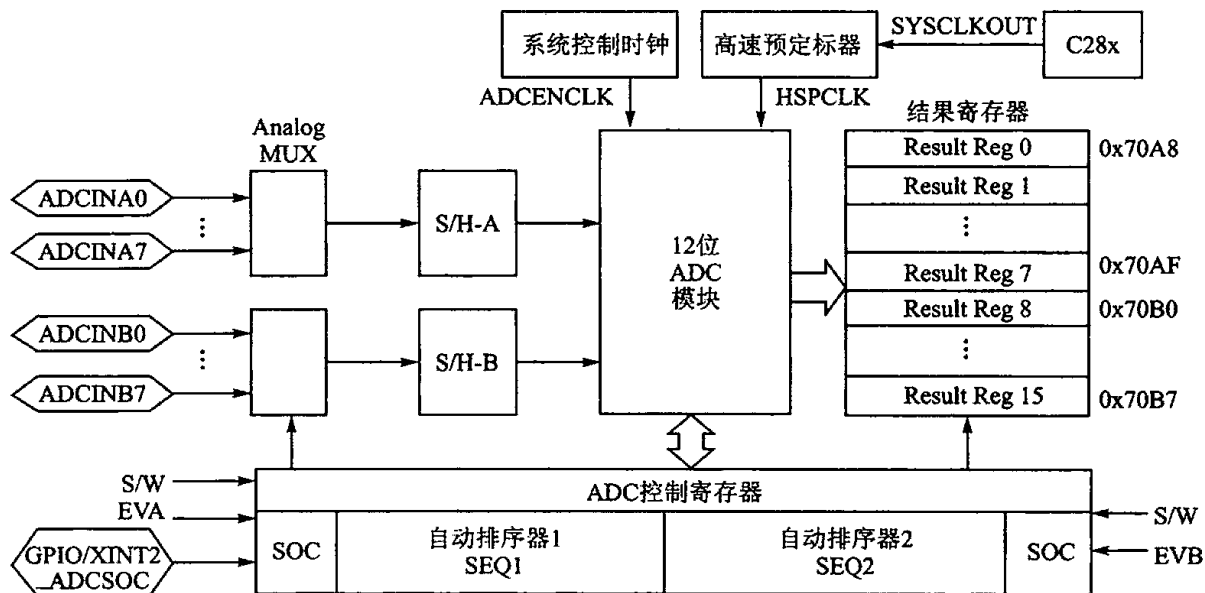 系统控制时钟
高速预定标器
SYSCLKOUT
C28x
ADCENCLK
HSPCLK
结果寄存器
Analog
MUX
ADCINA0
⋮
ADCINA7
S/H-A
12位
ADC
模块
Result Reg 0
0x70A8
Result Reg 1
⋮
Result Reg 7
0x70AF
Result Reg 8
0x70B0
⋮
Result Reg 15
0x70B7
ADCINB0
⋮
ADCINB7
S/H-B
S/W
EVA
GPIO/XINT2
_ADCSOC
ADC控制寄存器
SOC
自动排序器1
SEQ1
自动排序器2
SEQ2
SOC
S/W
EVB